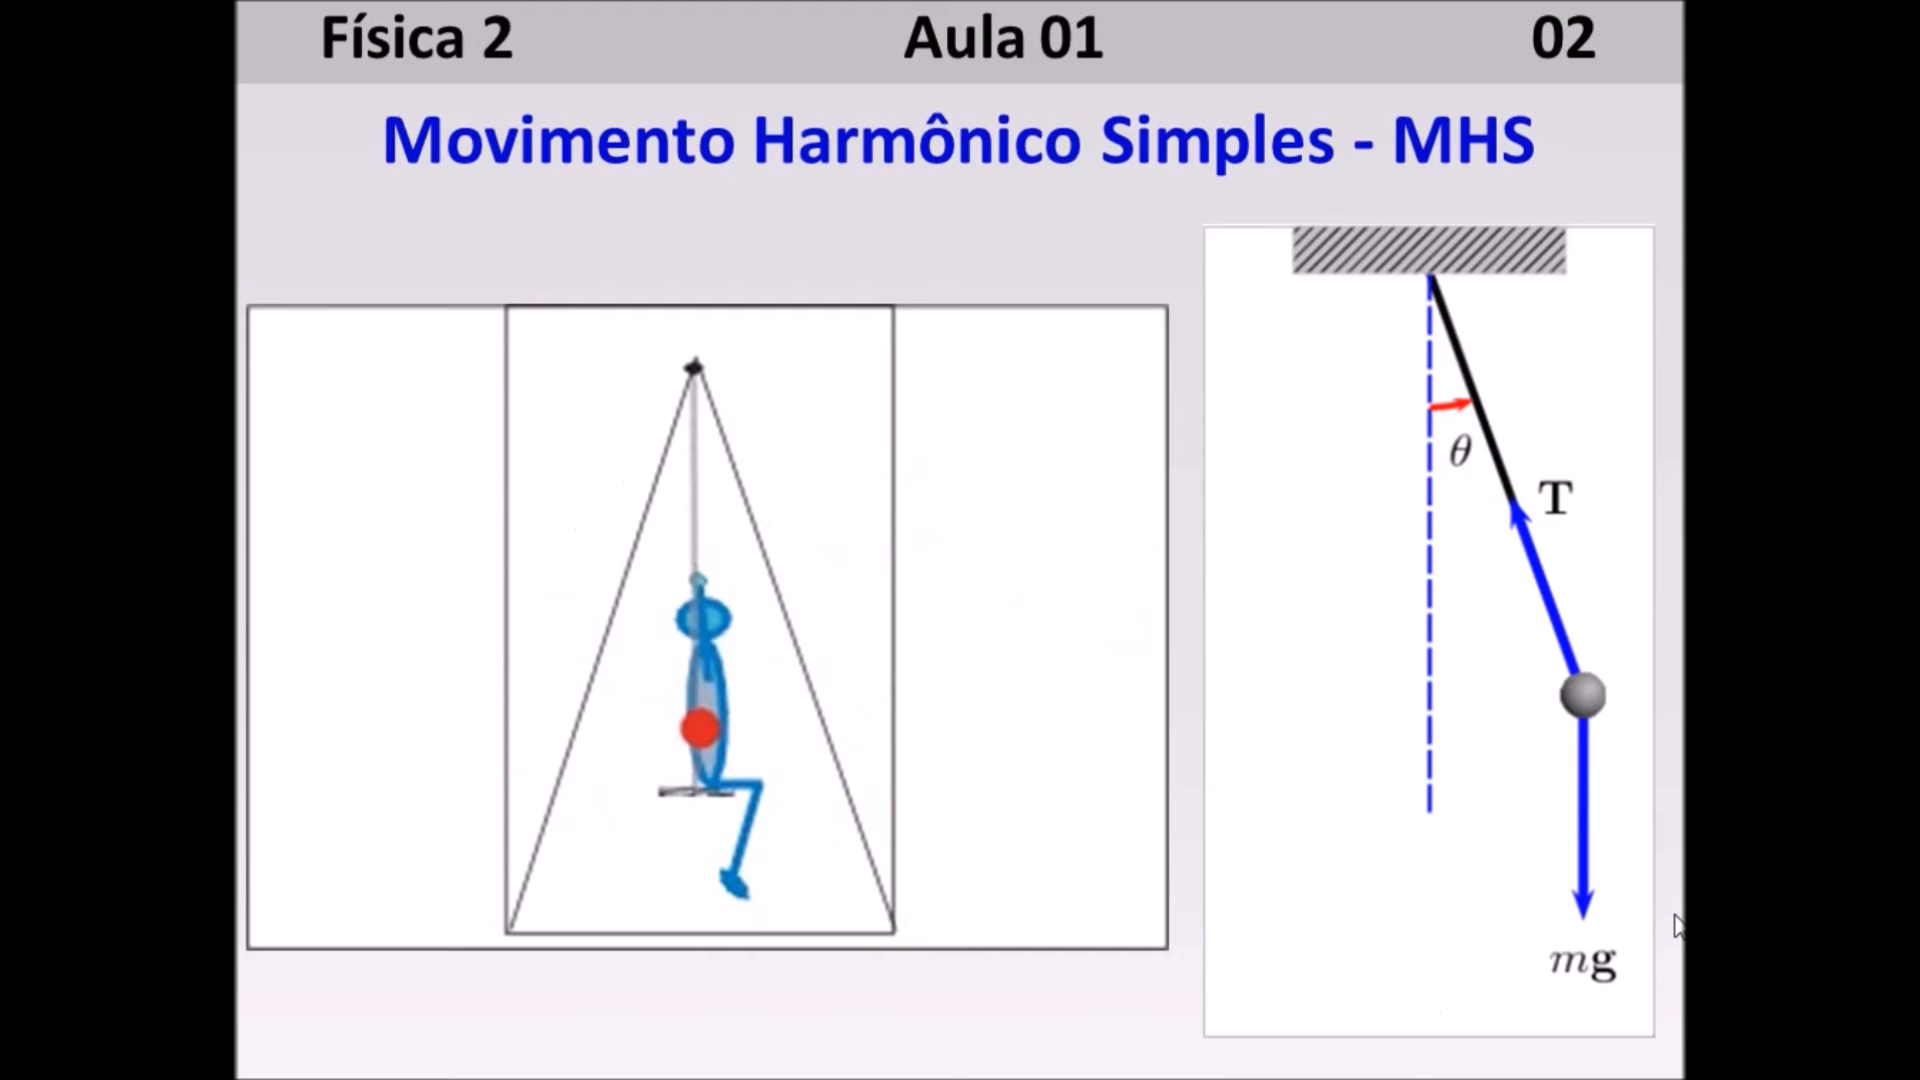 Física 2 Aula 01 02
Movimento Harmônico Simples - MHS
θ
T
mg